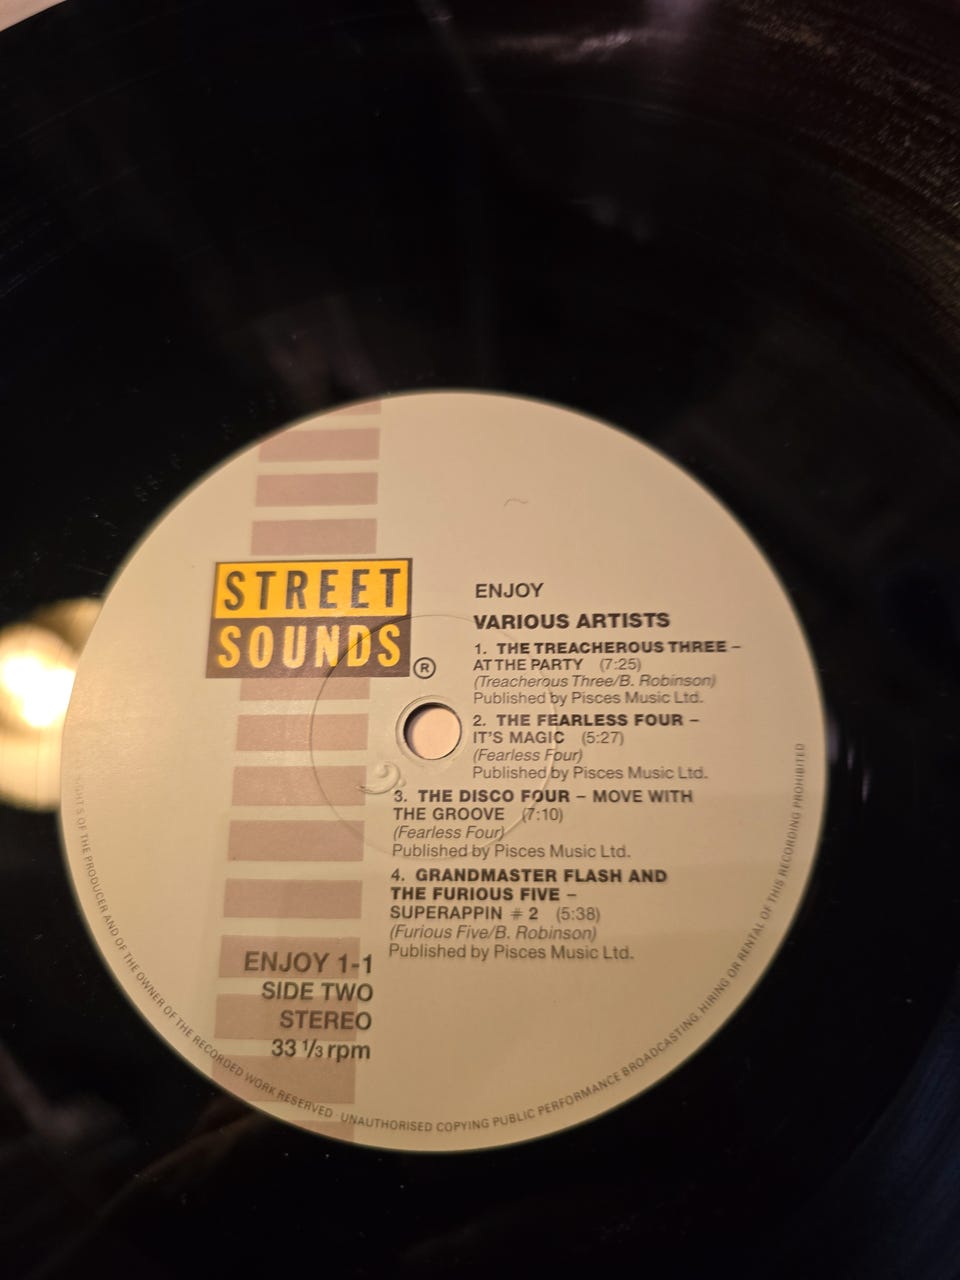 STREET
SOUNDS
®
ENJOY
VARIOUS ARTISTS
1. THE TREACHEROUS THREE –
AT THE PARTY (7:25)
(Treacherous Three/B. Robinson)
Published by Pisces Music Ltd.
2. THE FEARLESS FOUR –
IT'S MAGIC (5:27)
(Fearless Four)
Published by Pisces Music Ltd.
3. THE DISCO FOUR – MOVE WITH
THE GROOVE (7:10)
(Fearless Four)
Published by Pisces Music Ltd.
4. GRANDMASTER FLASH AND
THE FURIOUS FIVE –
SUPERAPPIN # 2 (5:38)
(Furious Five/B. Robinson)
Published by Pisces Music Ltd.
ENJOY 1-1
SIDE TWO
STEREO
33 1/3 rpm
OF THE PRODUCER AND OF THE OWNER OF THE RECORDED WORK RESERVED · UNAUTHORISED COPYING PUBLIC PERFORMANCE BROADCASTING, HIRING OR RENTAL OF THIS RECORDING PROHIBITED